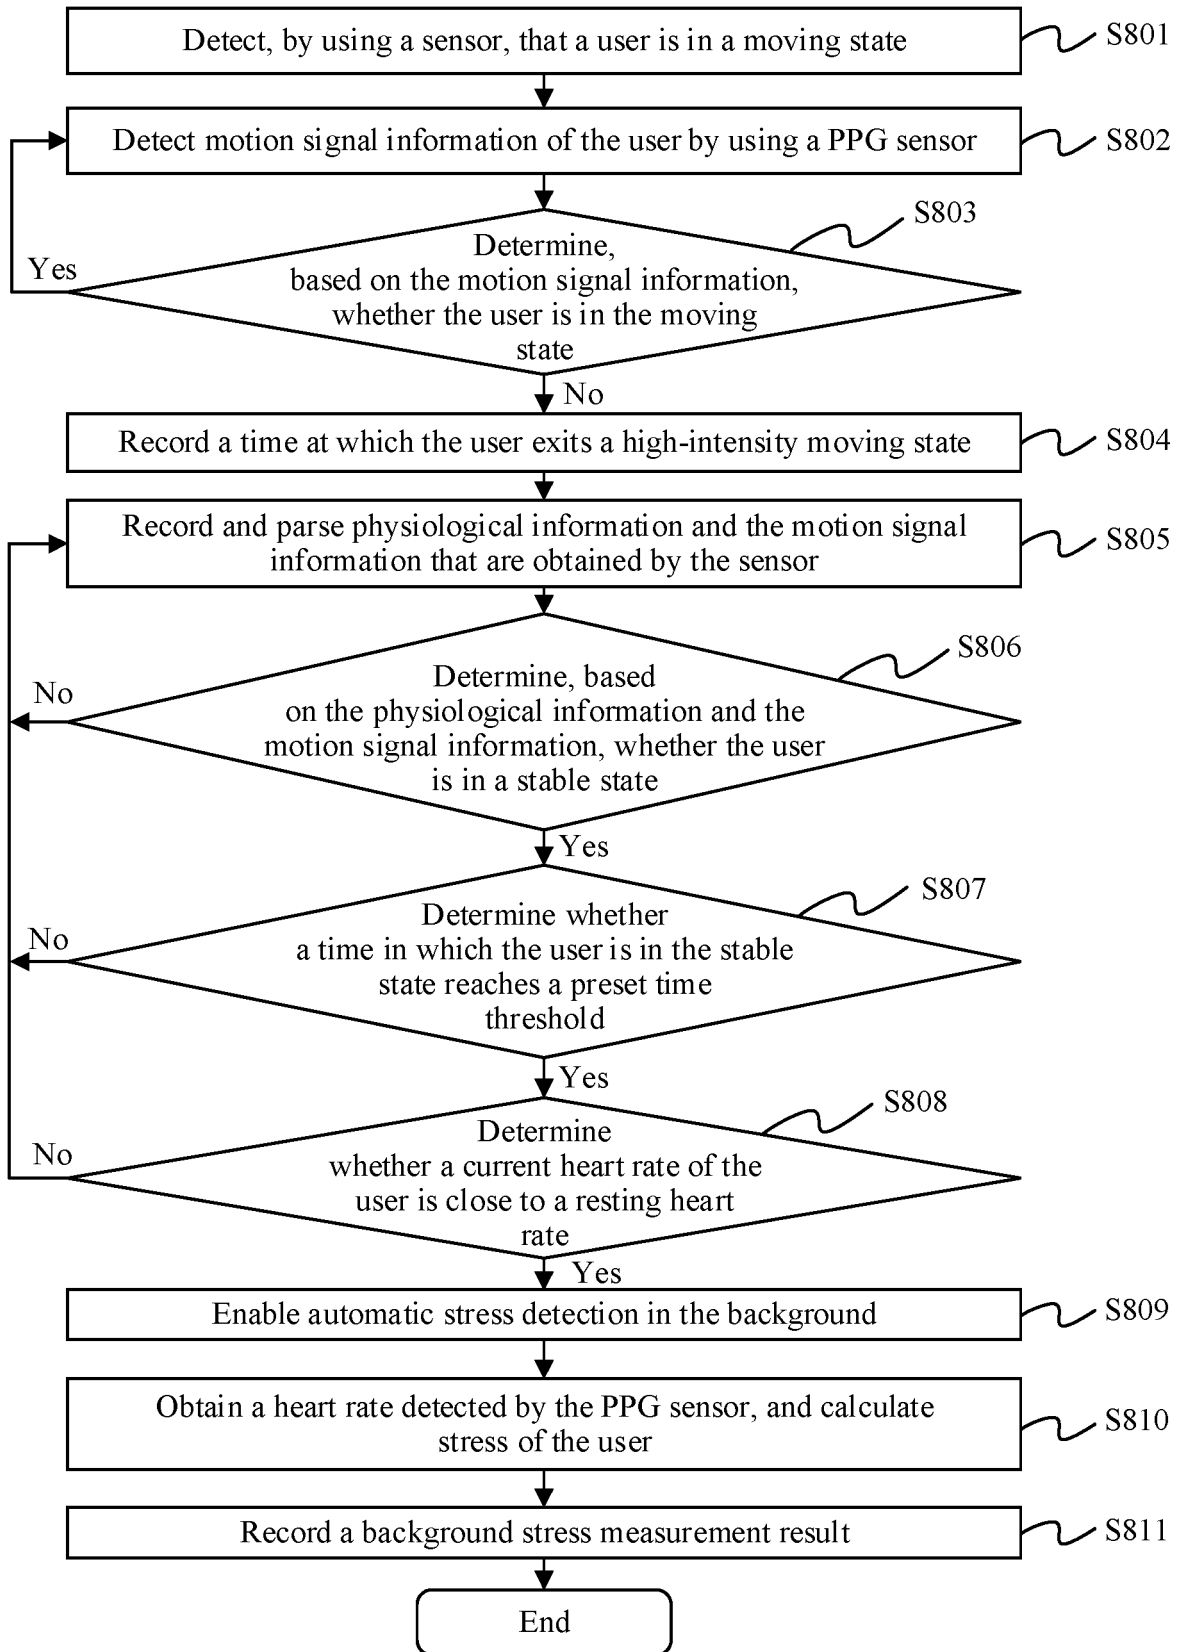 Detect, by using a sensor, that a user is in a moving state
S801
Detect motion signal information of the user by using a PPG sensor
S802
S803
Determine,
based on the motion signal information,
whether the user is in the moving
state
Yes
No
Record a time at which the user exits a high-intensity moving state
S804
Record and parse physiological information and the motion signal
information that are obtained by the sensor
S805
S806
Determine, based
on the physiological information and the
motion signal information, whether the user
is in a stable state
No
Yes
S807
Determine whether
a time in which the user is in the stable
state reaches a preset time
threshold
No
Yes
S808
Determine
whether a current heart rate of the
user is close to a resting heart
rate
No
Yes
Enable automatic stress detection in the background
S809
Obtain a heart rate detected by the PPG sensor, and calculate
stress of the user
S810
Record a background stress measurement result
S811
End